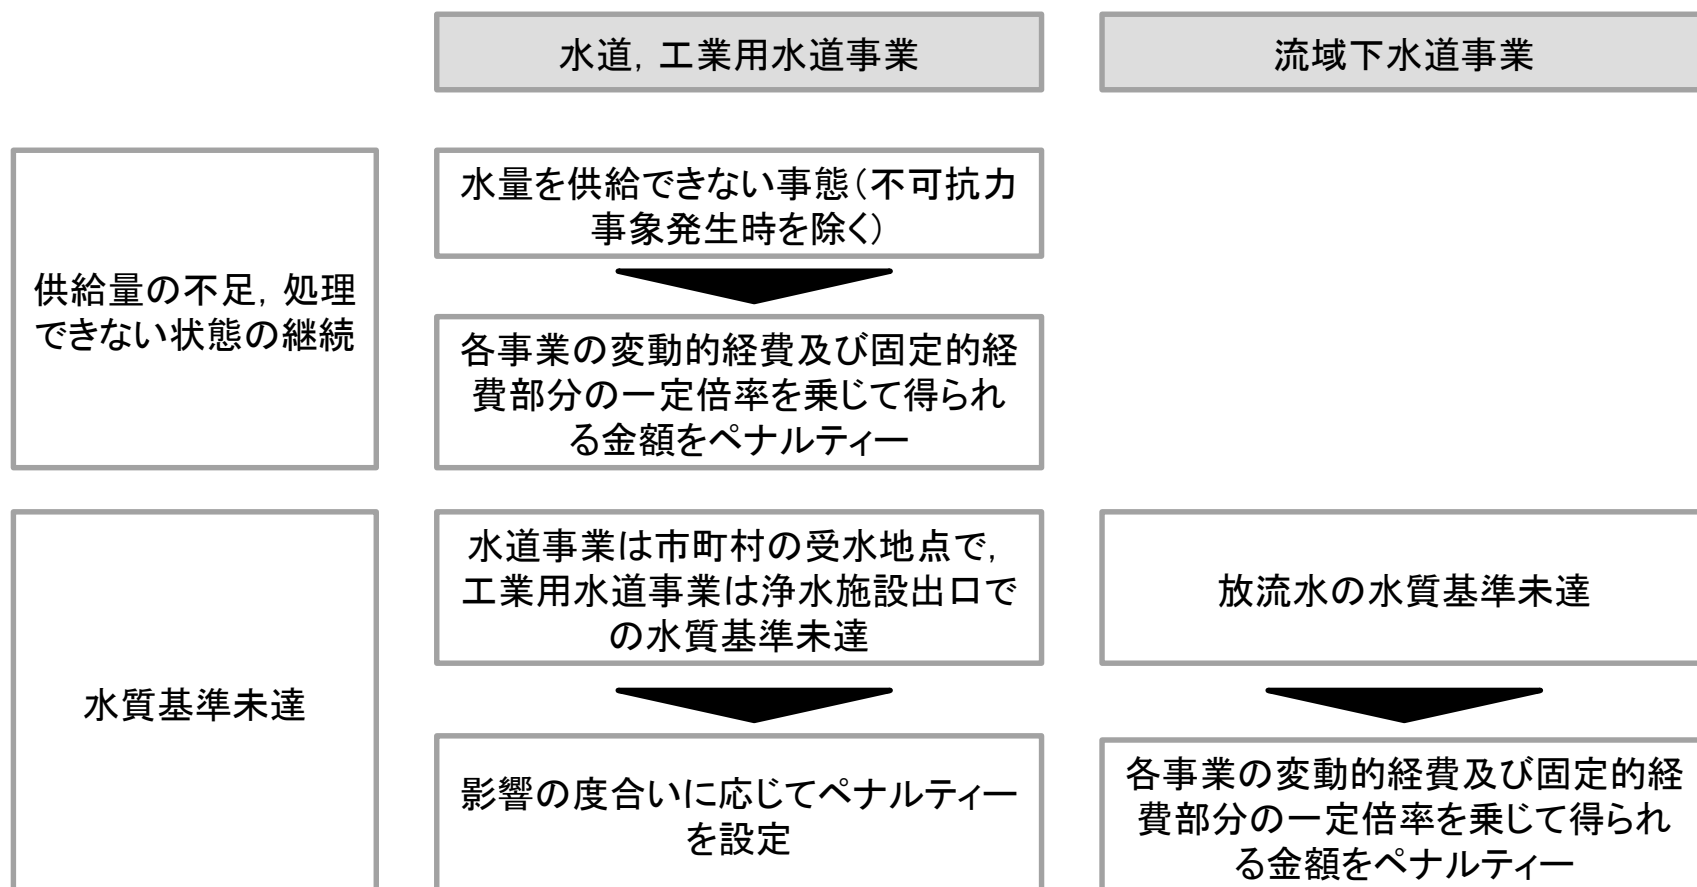 水道，工業用水道事業
流域下水道事業
供給量の不足，処理
できない状態の継続
水量を供給できない事態（不可抗力
事象発生時を除く）
各事業の変動的経費及び固定的経
費部分の一定倍率を乗じて得られ
る金額をペナルティー
水質基準未達
水道事業は市町村の受水地点で，
工業用水道事業は浄水施設出口で
の水質基準未達
影響の度合いに応じてペナルティー
を設定
放流水の水質基準未達
各事業の変動的経費及び固定的経
費部分の一定倍率を乗じて得られ
る金額をペナルティー